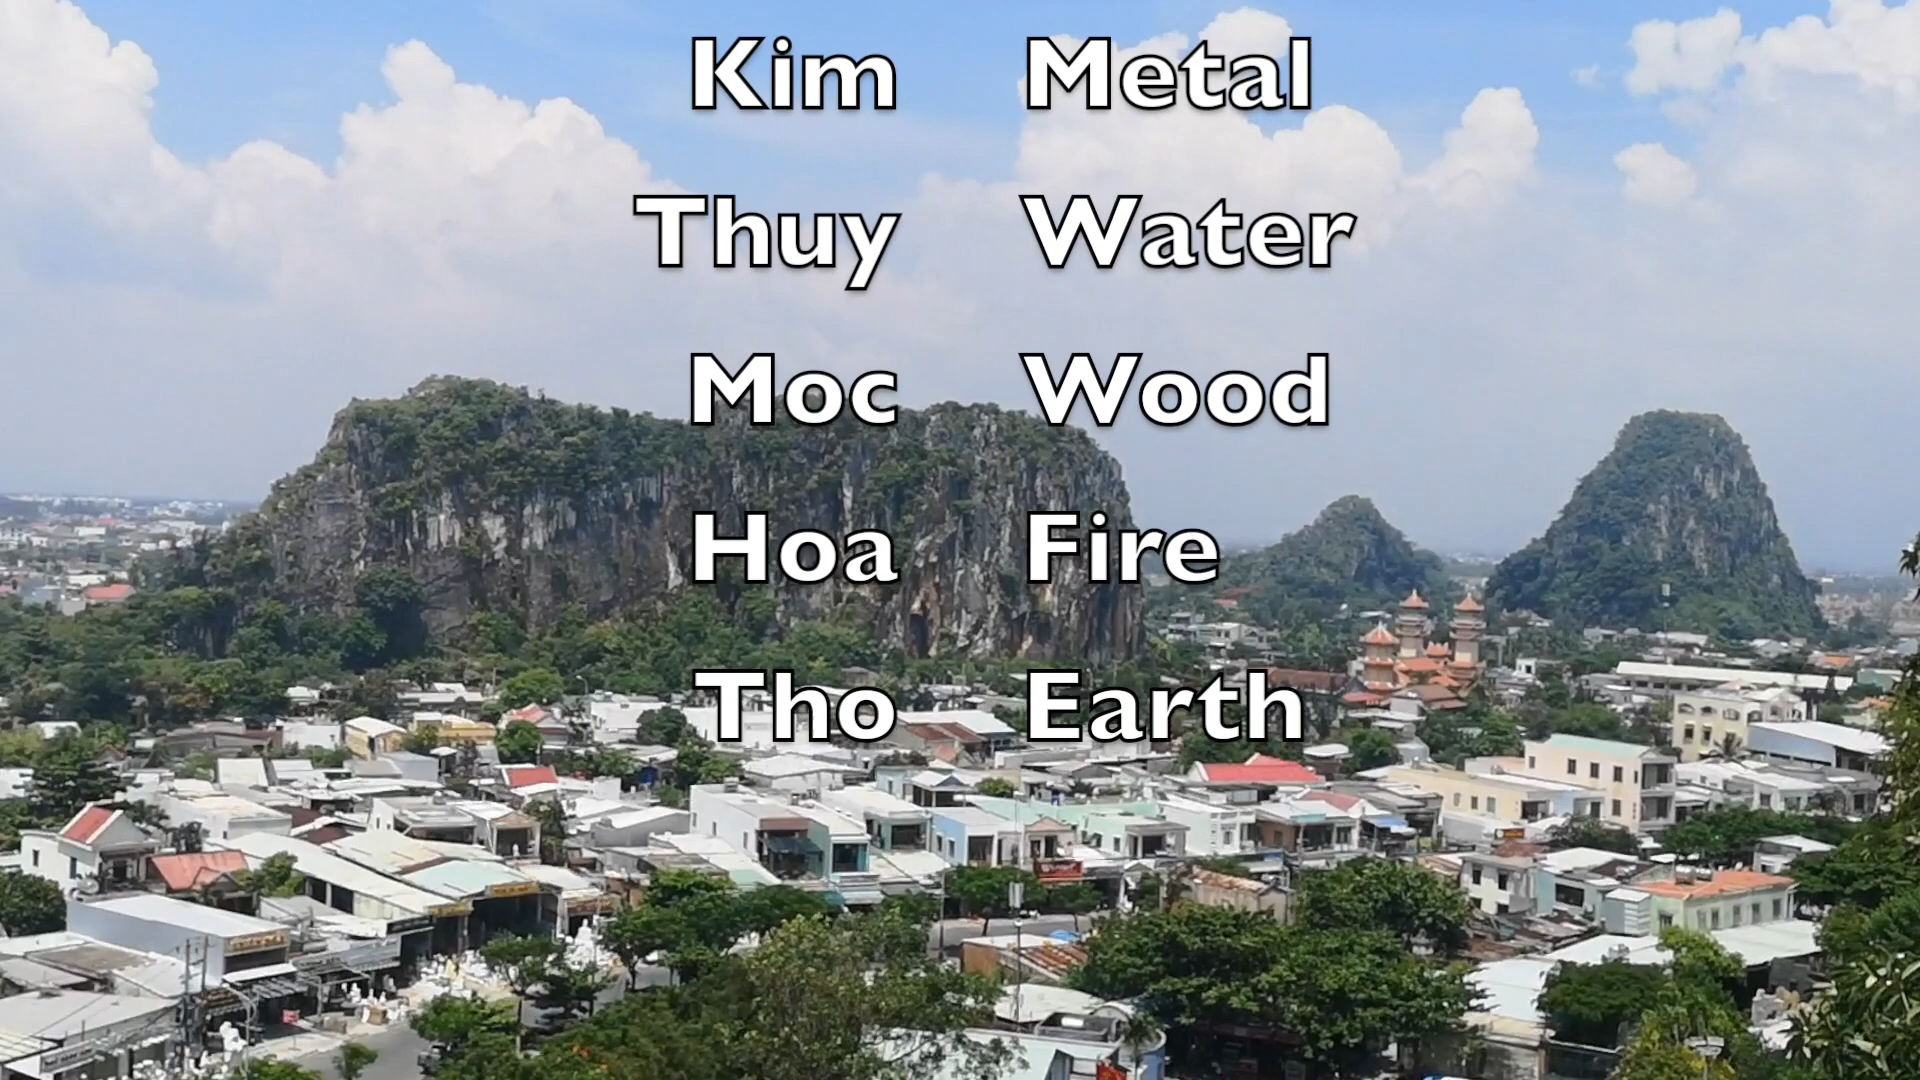 Kim Metal
Thuy Water
Moc Wood
Hoa Fire
Tho Earth